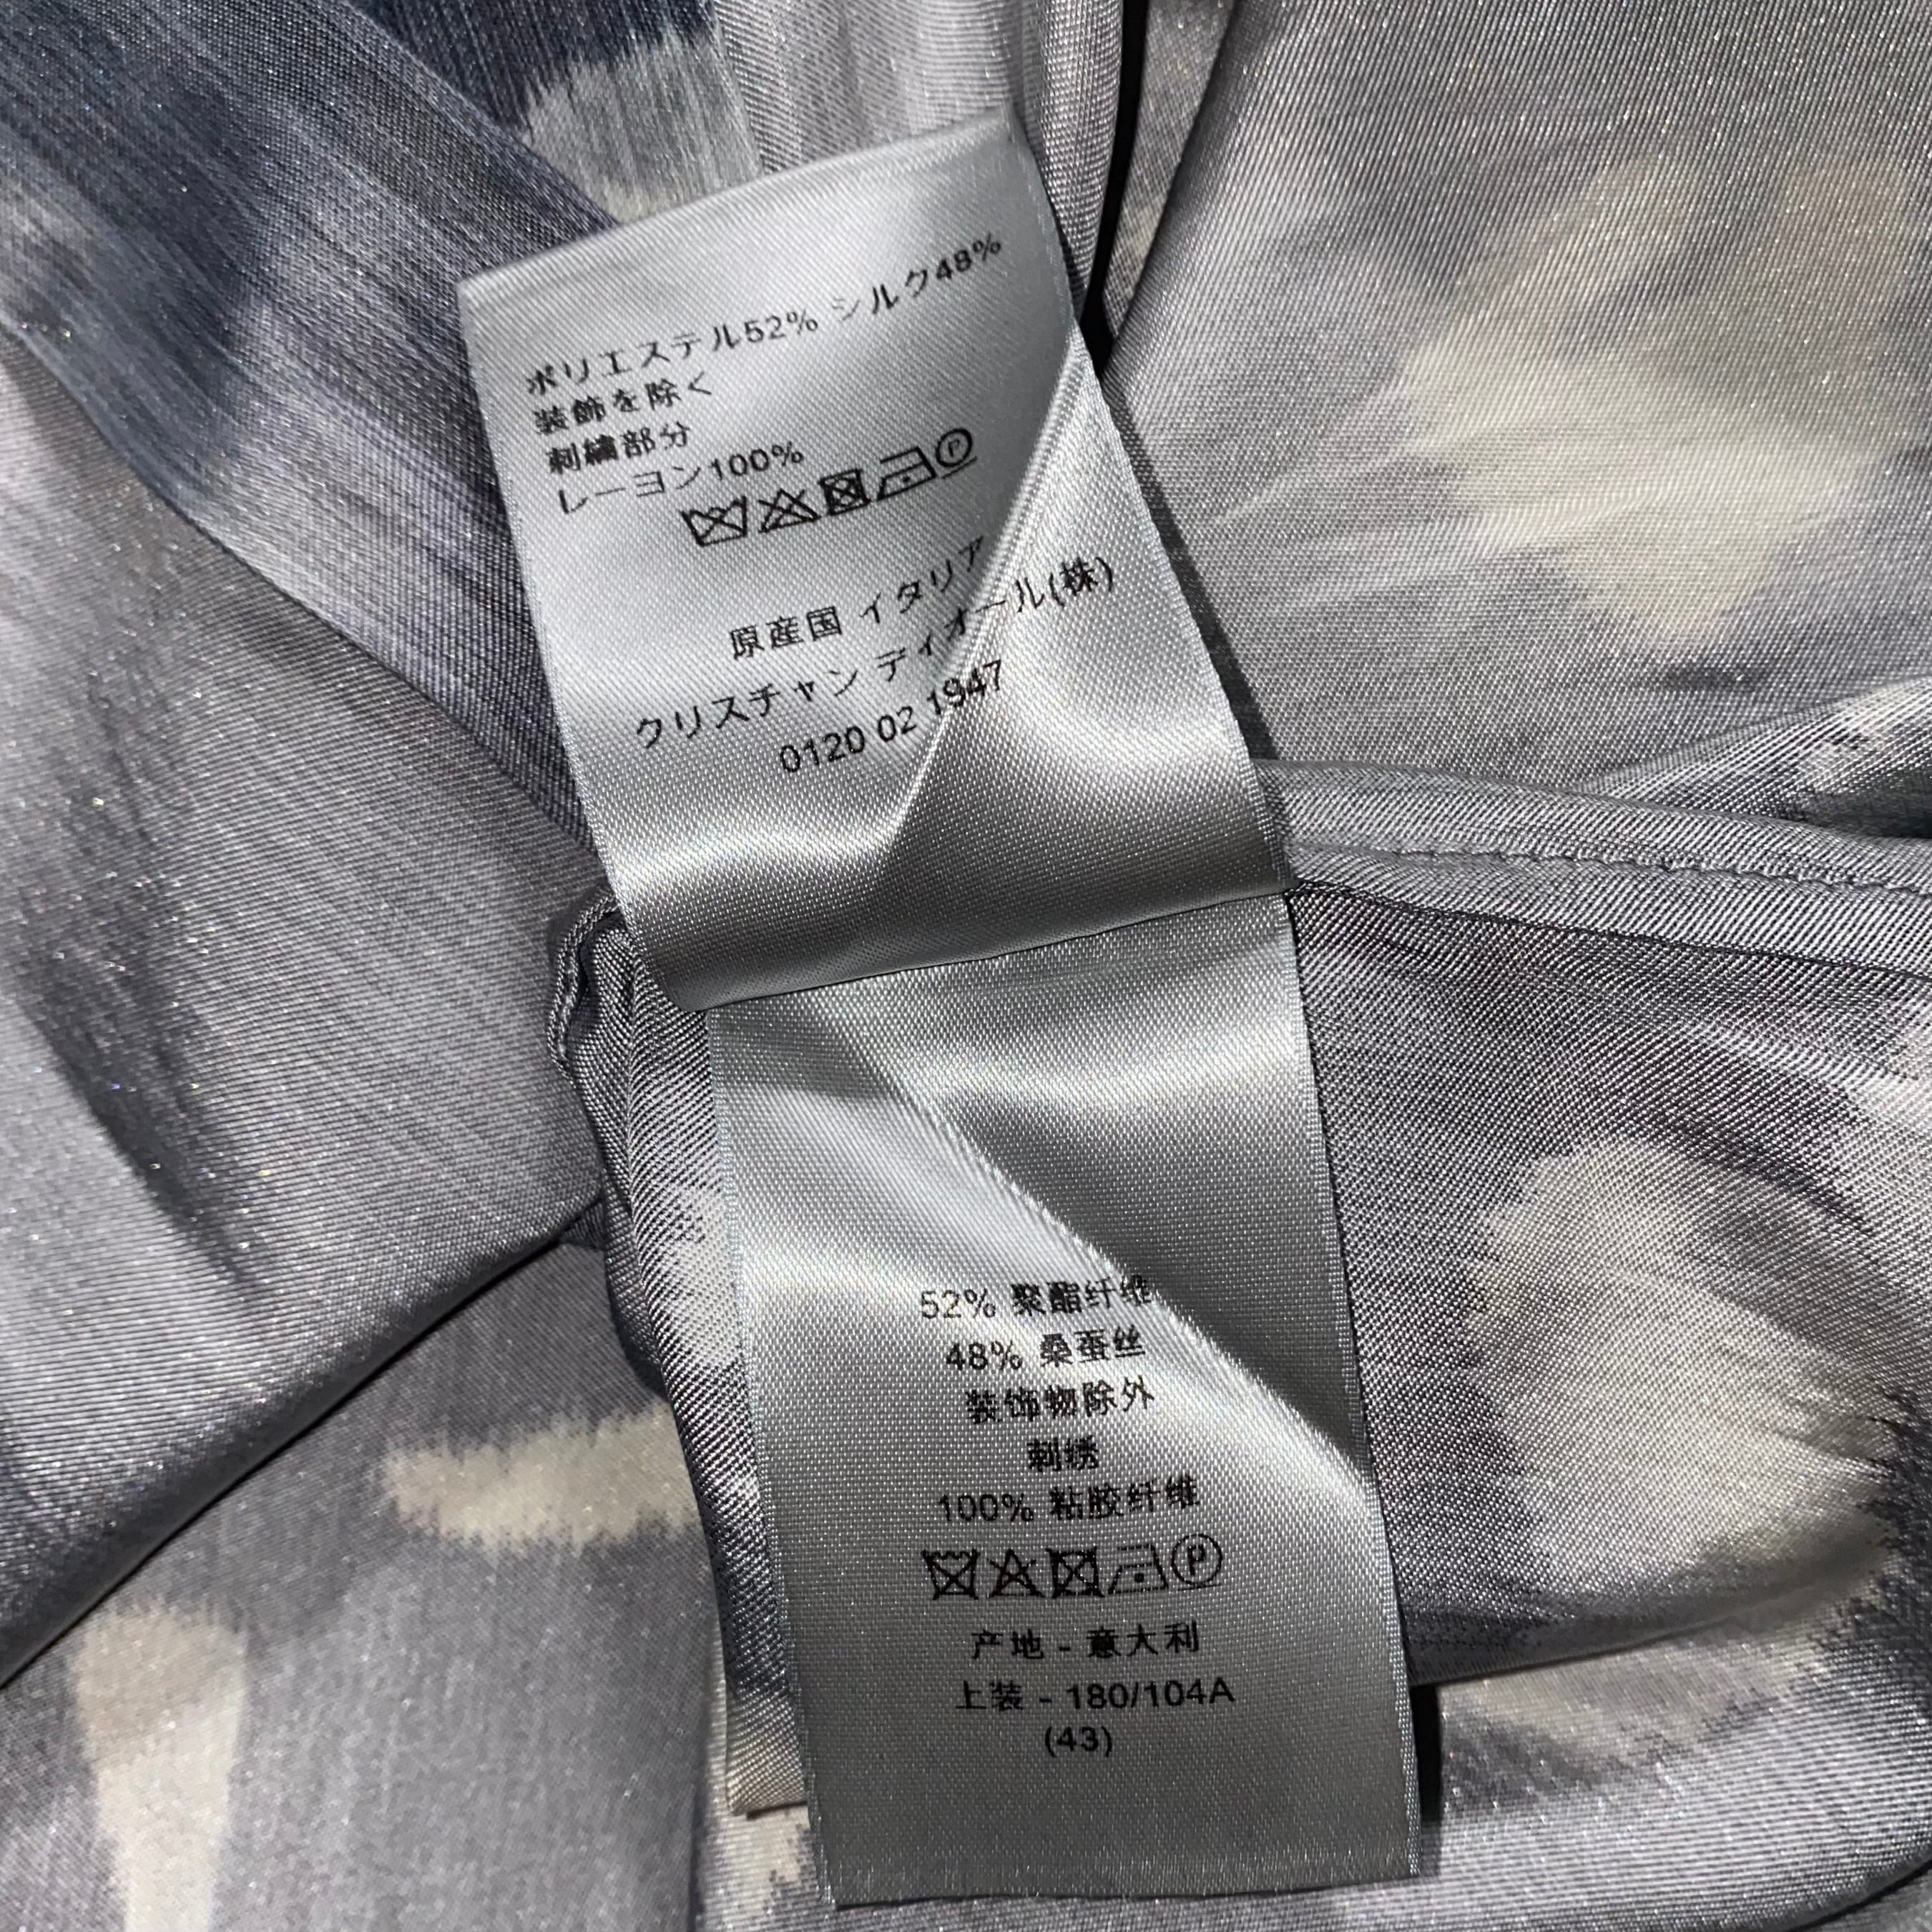 ポリエステル52% シルク48%
装飾を除く
刺繍部分
レーヨン100%
P
原産国 イタリア
クリスチャン ディオール(株)
0120 02 1947
52% 聚酯纤维
48% 桑蚕丝
装饰物除外
刺绣
100% 粘胶纤维
P
产地 - 意大利
上装 - 180/104A
(43)